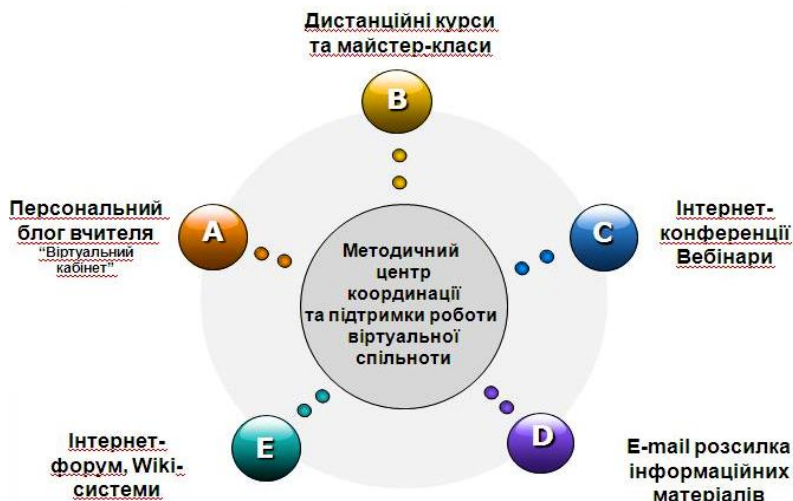 Дистанційні курси
та майстер-класи
B
Персональний
блог вчителя
“Віртуальний
кабінет”
A
Методичний
центр
координації
та підтримки роботи
віртуальної
спільноти
C
Інтернет-
конференції
Вебінари
Інтернет-
форум, Wiki-
системи
E
D
E-mail розсилка
інформаційних
матеріалів